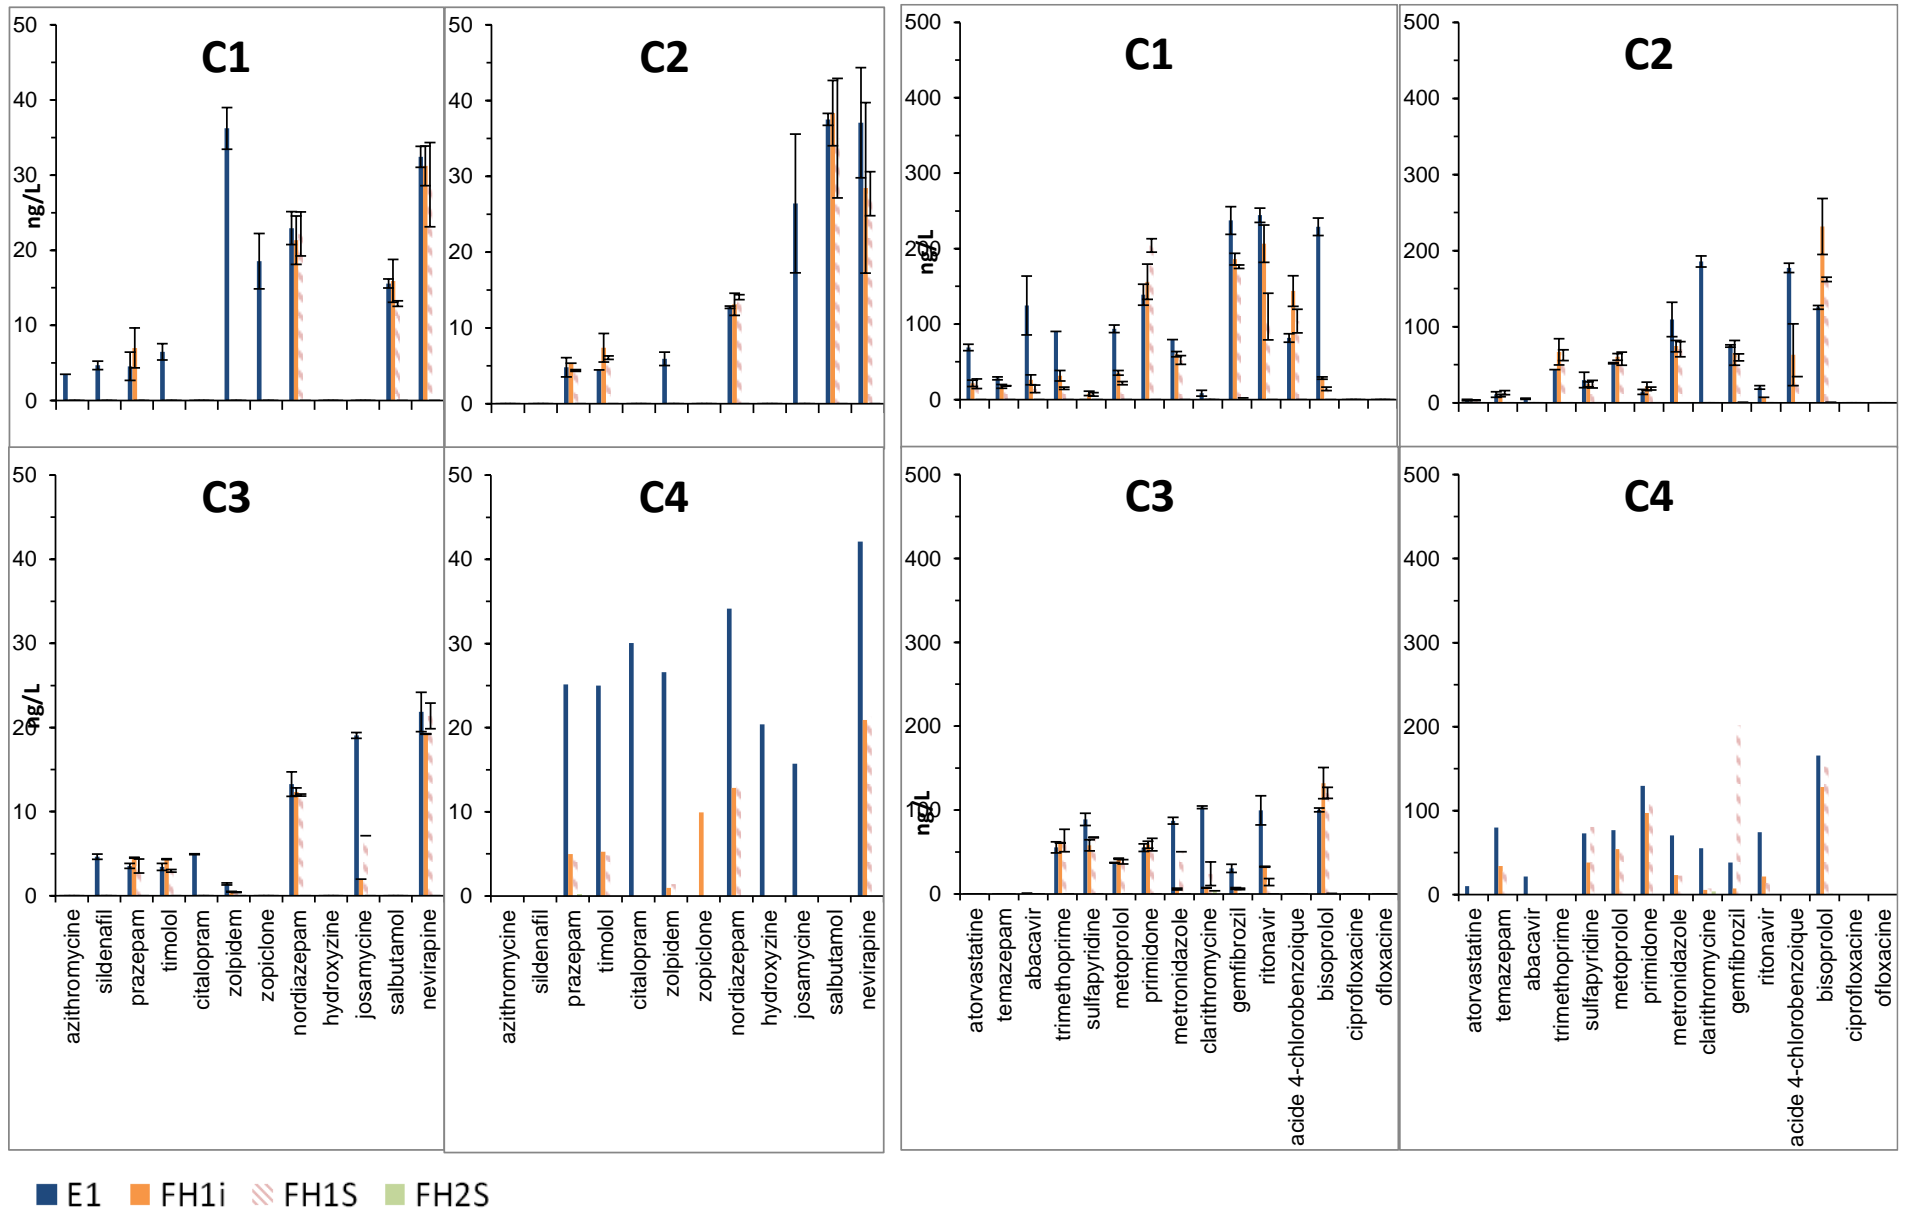 C1
50
40
30
20
10
0
ng/L
C2
50
40
30
20
10
0
C1
500
400
300
200
100
0
ng/L
C2
500
400
300
200
100
0
C3
50
40
30
20
10
0
ng/L
azithromycine
sildenafil
prazepam
timolol
citalopram
zolpidem
zopiclone
nordiazepam
hydroxyzine
josamycine
salbutamol
nevirapine
C4
50
40
30
20
10
0
azithromycine
sildenafil
prazepam
timolol
citalopram
zolpidem
zopiclone
nordiazepam
hydroxyzine
josamycine
salbutamol
nevirapine
C3
500
400
300
200
100
0
ng/L
atorvastatine
temazepam
abacavir
trimethoprime
sulfapyridine
metoprolol
primidone
metronidazole
clarithromycine
gemfibrozil
ritonavir
acide 4-chlorobenzoique
bisoprolol
ciprofloxacine
ofloxacine
C4
500
400
300
200
100
0
atorvastatine
temazepam
abacavir
trimethoprime
sulfapyridine
metoprolol
primidone
metronidazole
clarithromycine
gemfibrozil
ritonavir
acide 4-chlorobenzoique
bisoprolol
ciprofloxacine
ofloxacine
E1 FH1i FH1S FH2S